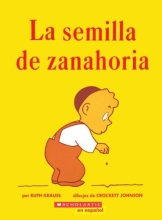 La semilla
de zanahoria
por RUTH KRAUSS dibujos de CROCKETT JOHNSON
SCHOLASTIC
en español